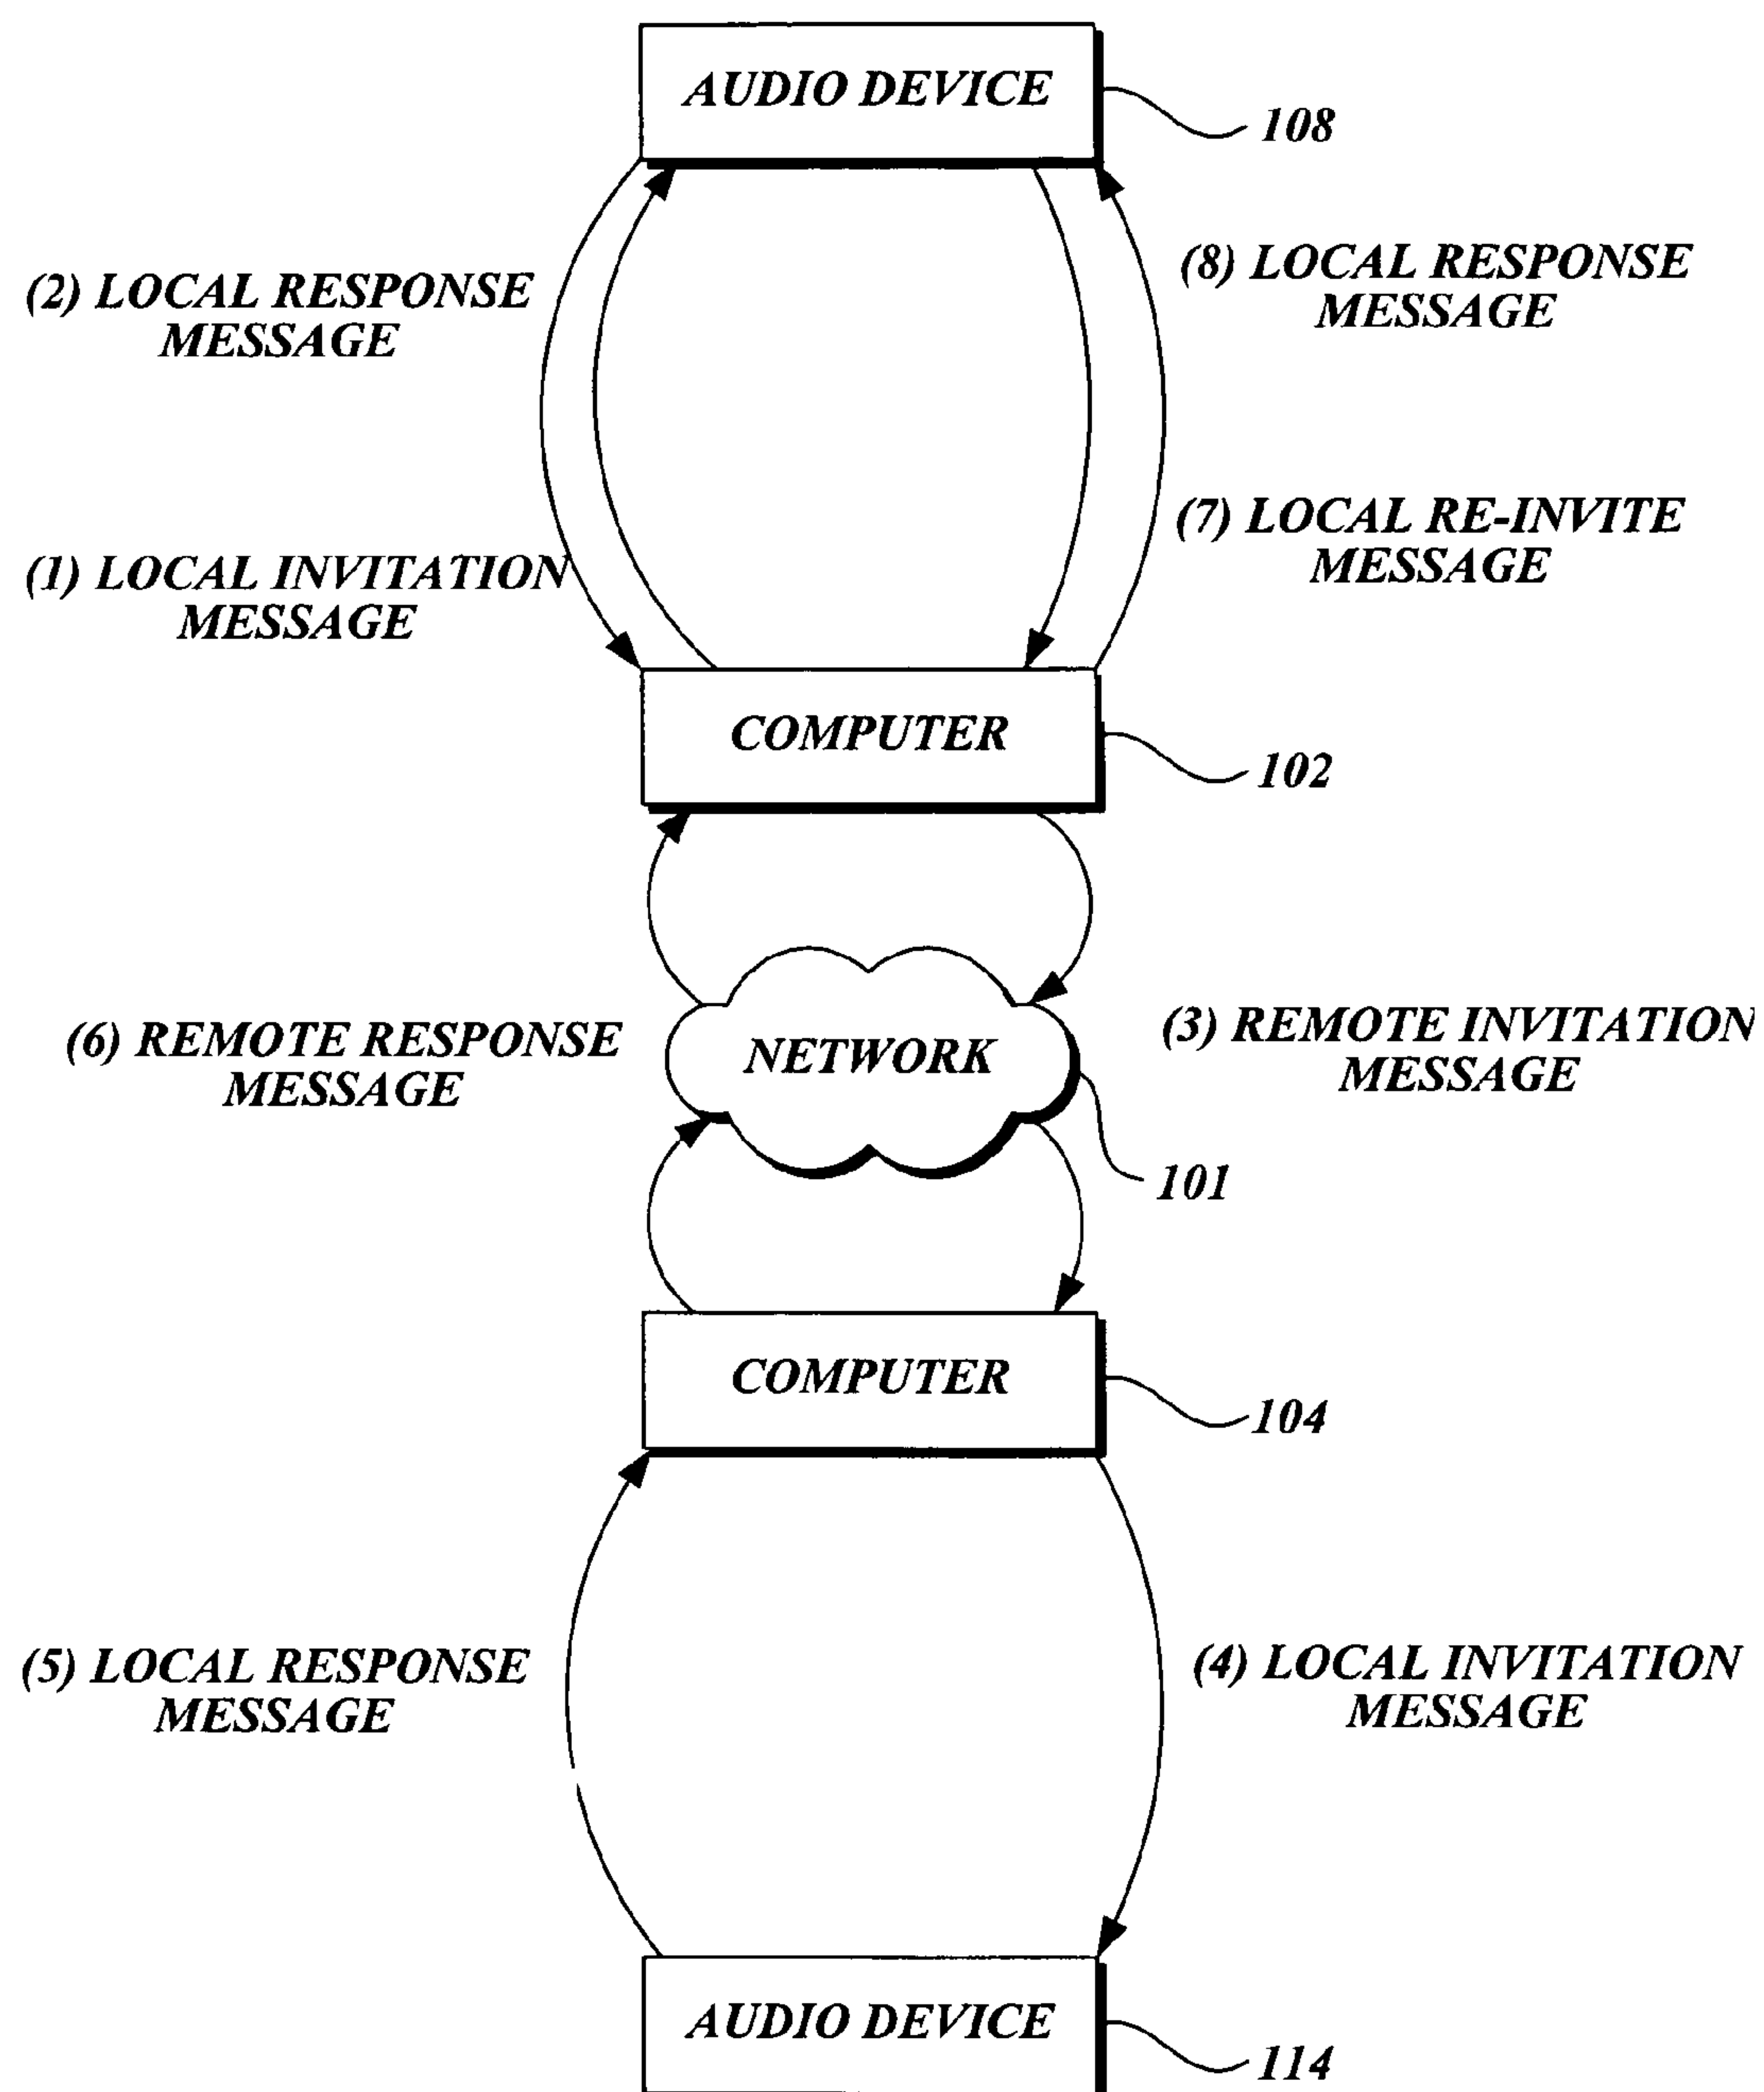 AUDIO DEVICE
108
(2) LOCAL RESPONSE
MESSAGE
(8) LOCAL RESPONSE
MESSAGE
(1) LOCAL INVITATION
MESSAGE
(7) LOCAL RE-INVITE
MESSAGE
COMPUTER
102
(6) REMOTE RESPONSE
MESSAGE
NETWORK
(3) REMOTE INVITATION
MESSAGE
101
COMPUTER
104
(5) LOCAL RESPONSE
MESSAGE
(4) LOCAL INVITATION
MESSAGE
AUDIO DEVICE
114